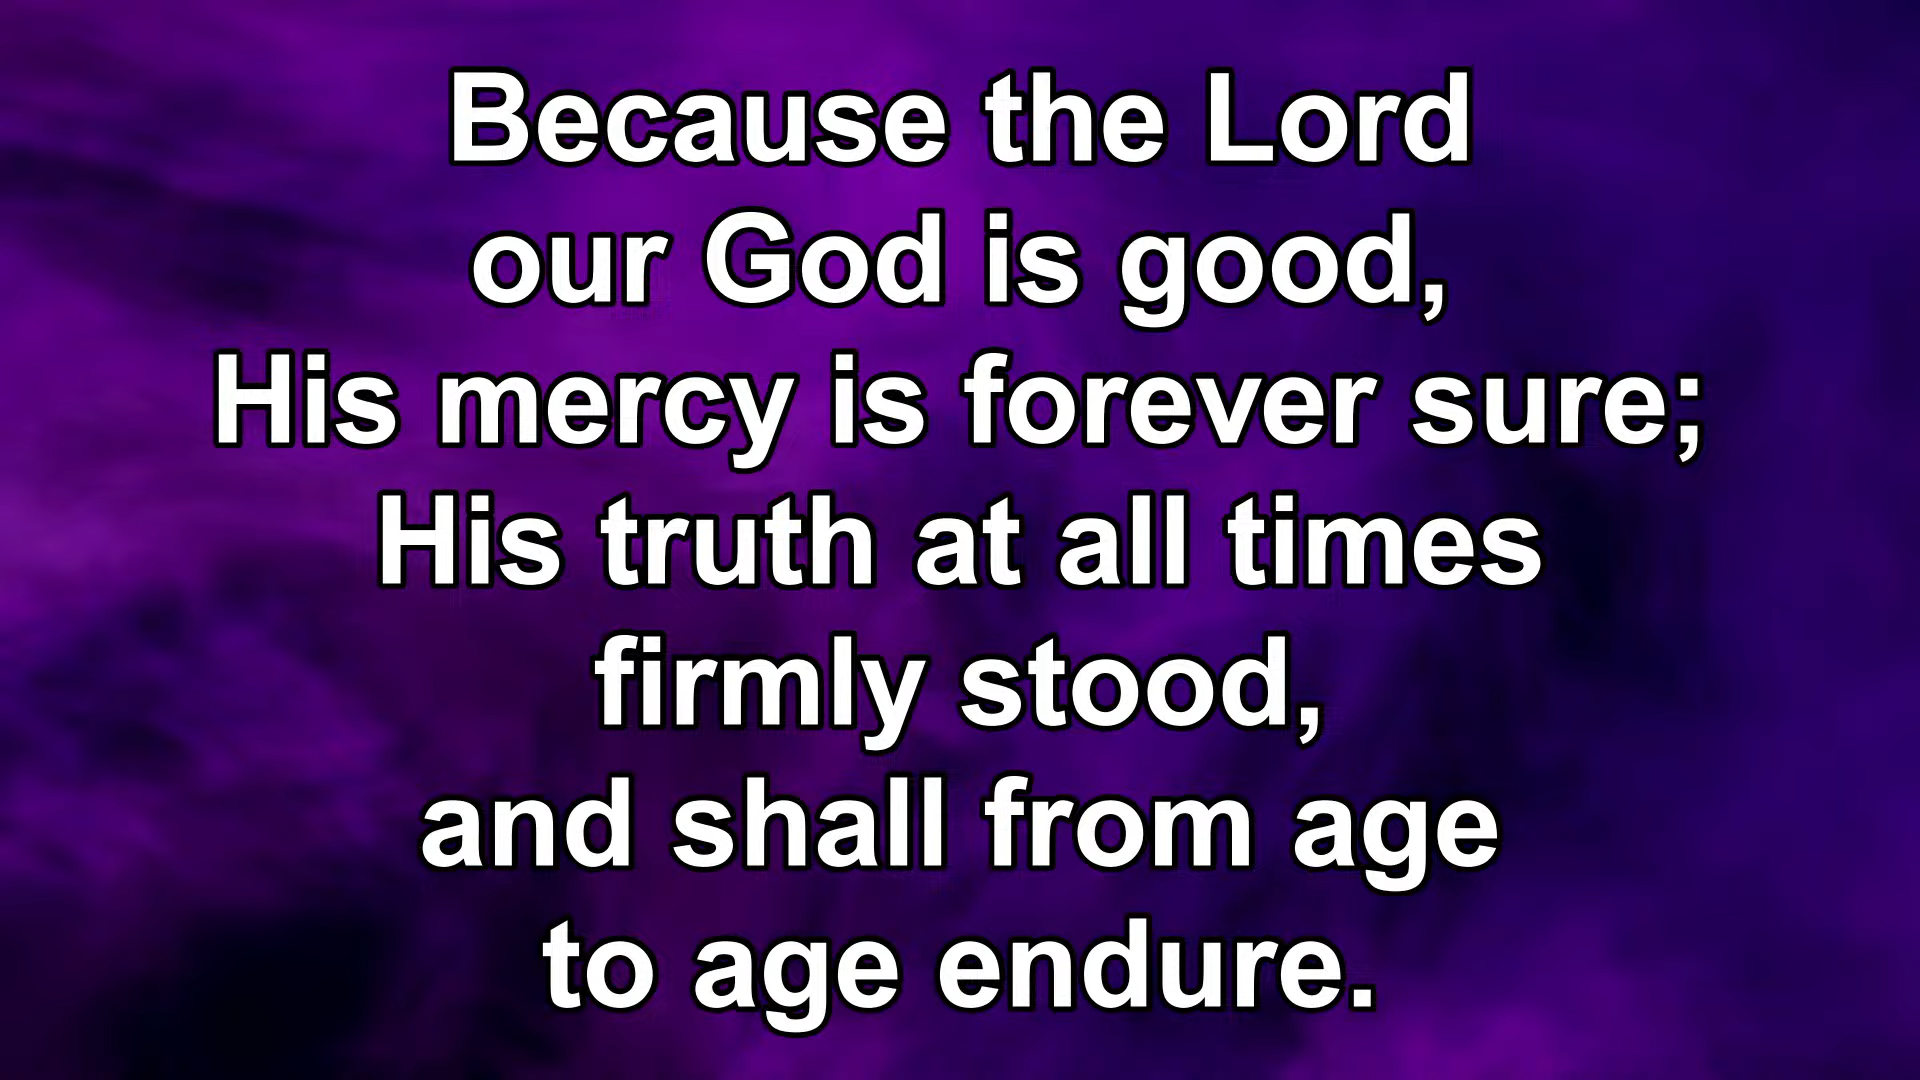 Because the Lord
our God is good,
His mercy is forever sure;
His truth at all times
firmly stood,
and shall from age
to age endure.